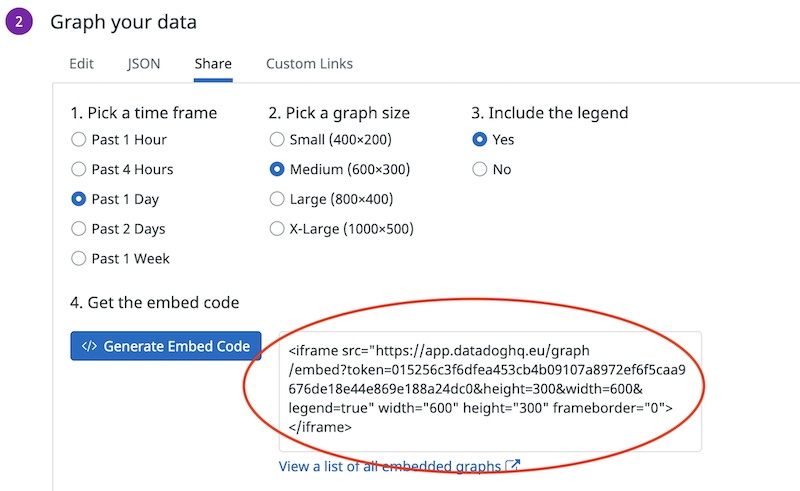 2 Graph your data
Edit JSON Share Custom Links
1. Pick a time frame
Past 1 Hour
Past 4 Hours
Past 1 Day
Past 2 Days
Past 1 Week
2. Pick a graph size
Small (400×200)
Medium (600×300)
Large (800×400)
X-Large (1000×500)
3. Include the legend
Yes
No
4. Get the embed code
</> Generate Embed Code
<iframe src="https://app.datadoghq.eu/graph
/embed?token=015256c3f6dfea453cb4b09107a8972ef6f5caa9
676de18e44e869e188a24dc0&height=300&width=600&
legend=true" width="600" height="300" frameborder="0">
</iframe>
View a list of all embedded graphs